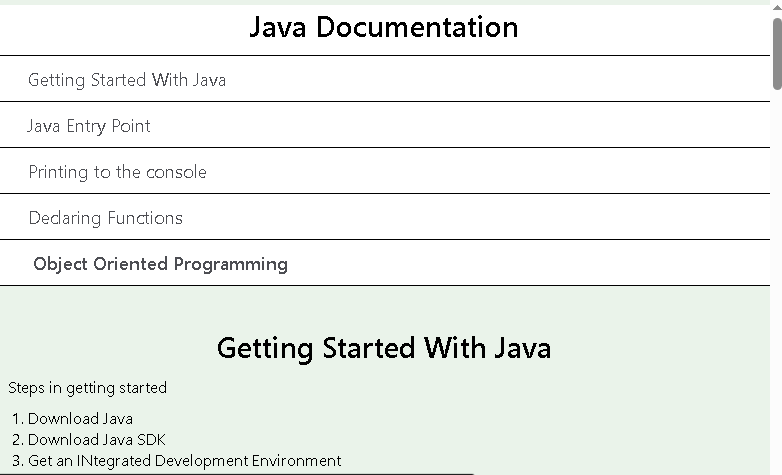 Java Documentation
Getting Started With Java
Java Entry Point
Printing to the console
Declaring Functions
Object Oriented Programming
Getting Started With Java
Steps in getting started
1. Download Java
2. Download Java SDK
3. Get an INtegrated Development Environment